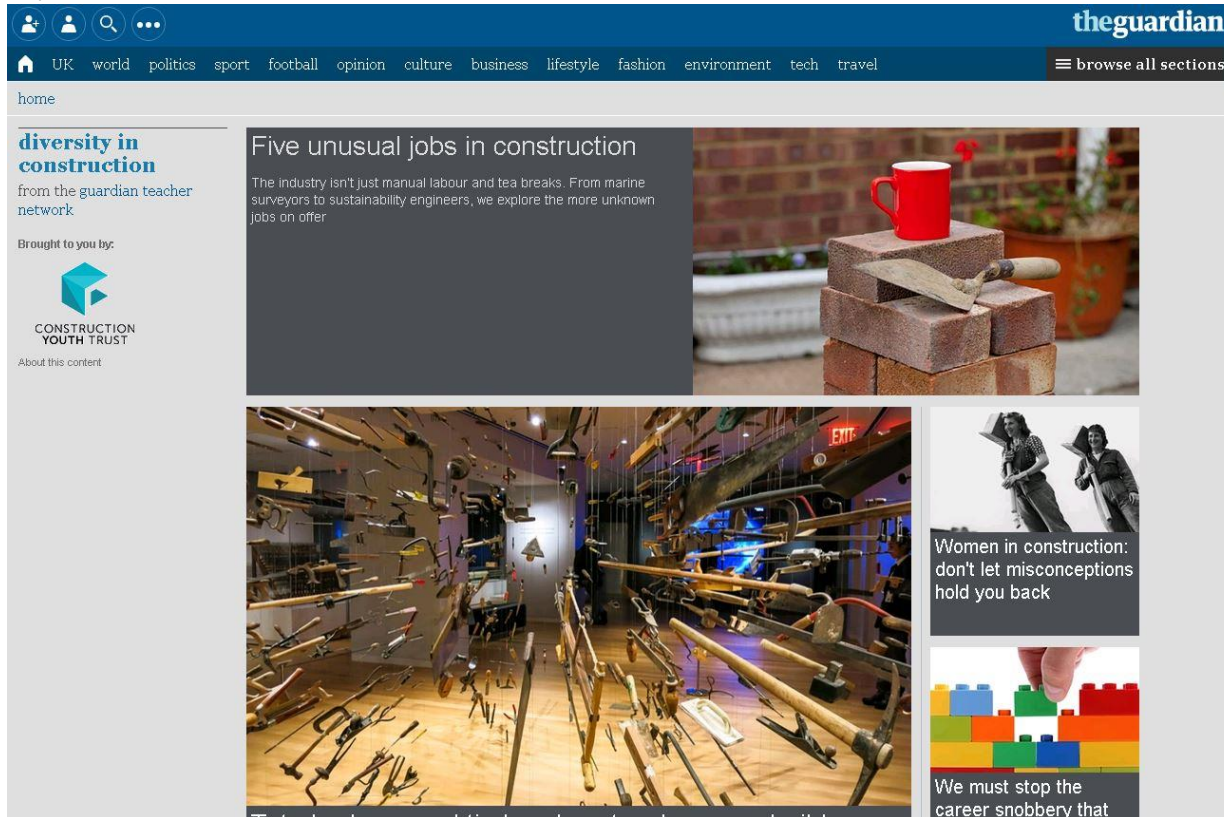 theguardian
UK world politics sport football opinion culture business lifestyle fashion environment tech travel
browse all sections
home
diversity in
construction
from the guardian teacher
network
Brought to you by:
CONSTRUCTION
YOUTH TRUST
About this content
Five unusual jobs in construction
The industry isn't just manual labour and tea breaks. From marine
surveyors to sustainability engineers, we explore the more unknown
jobs on offer
EXIT
Women in construction:
don't let misconceptions
hold you back
We must stop the
career snobbery that